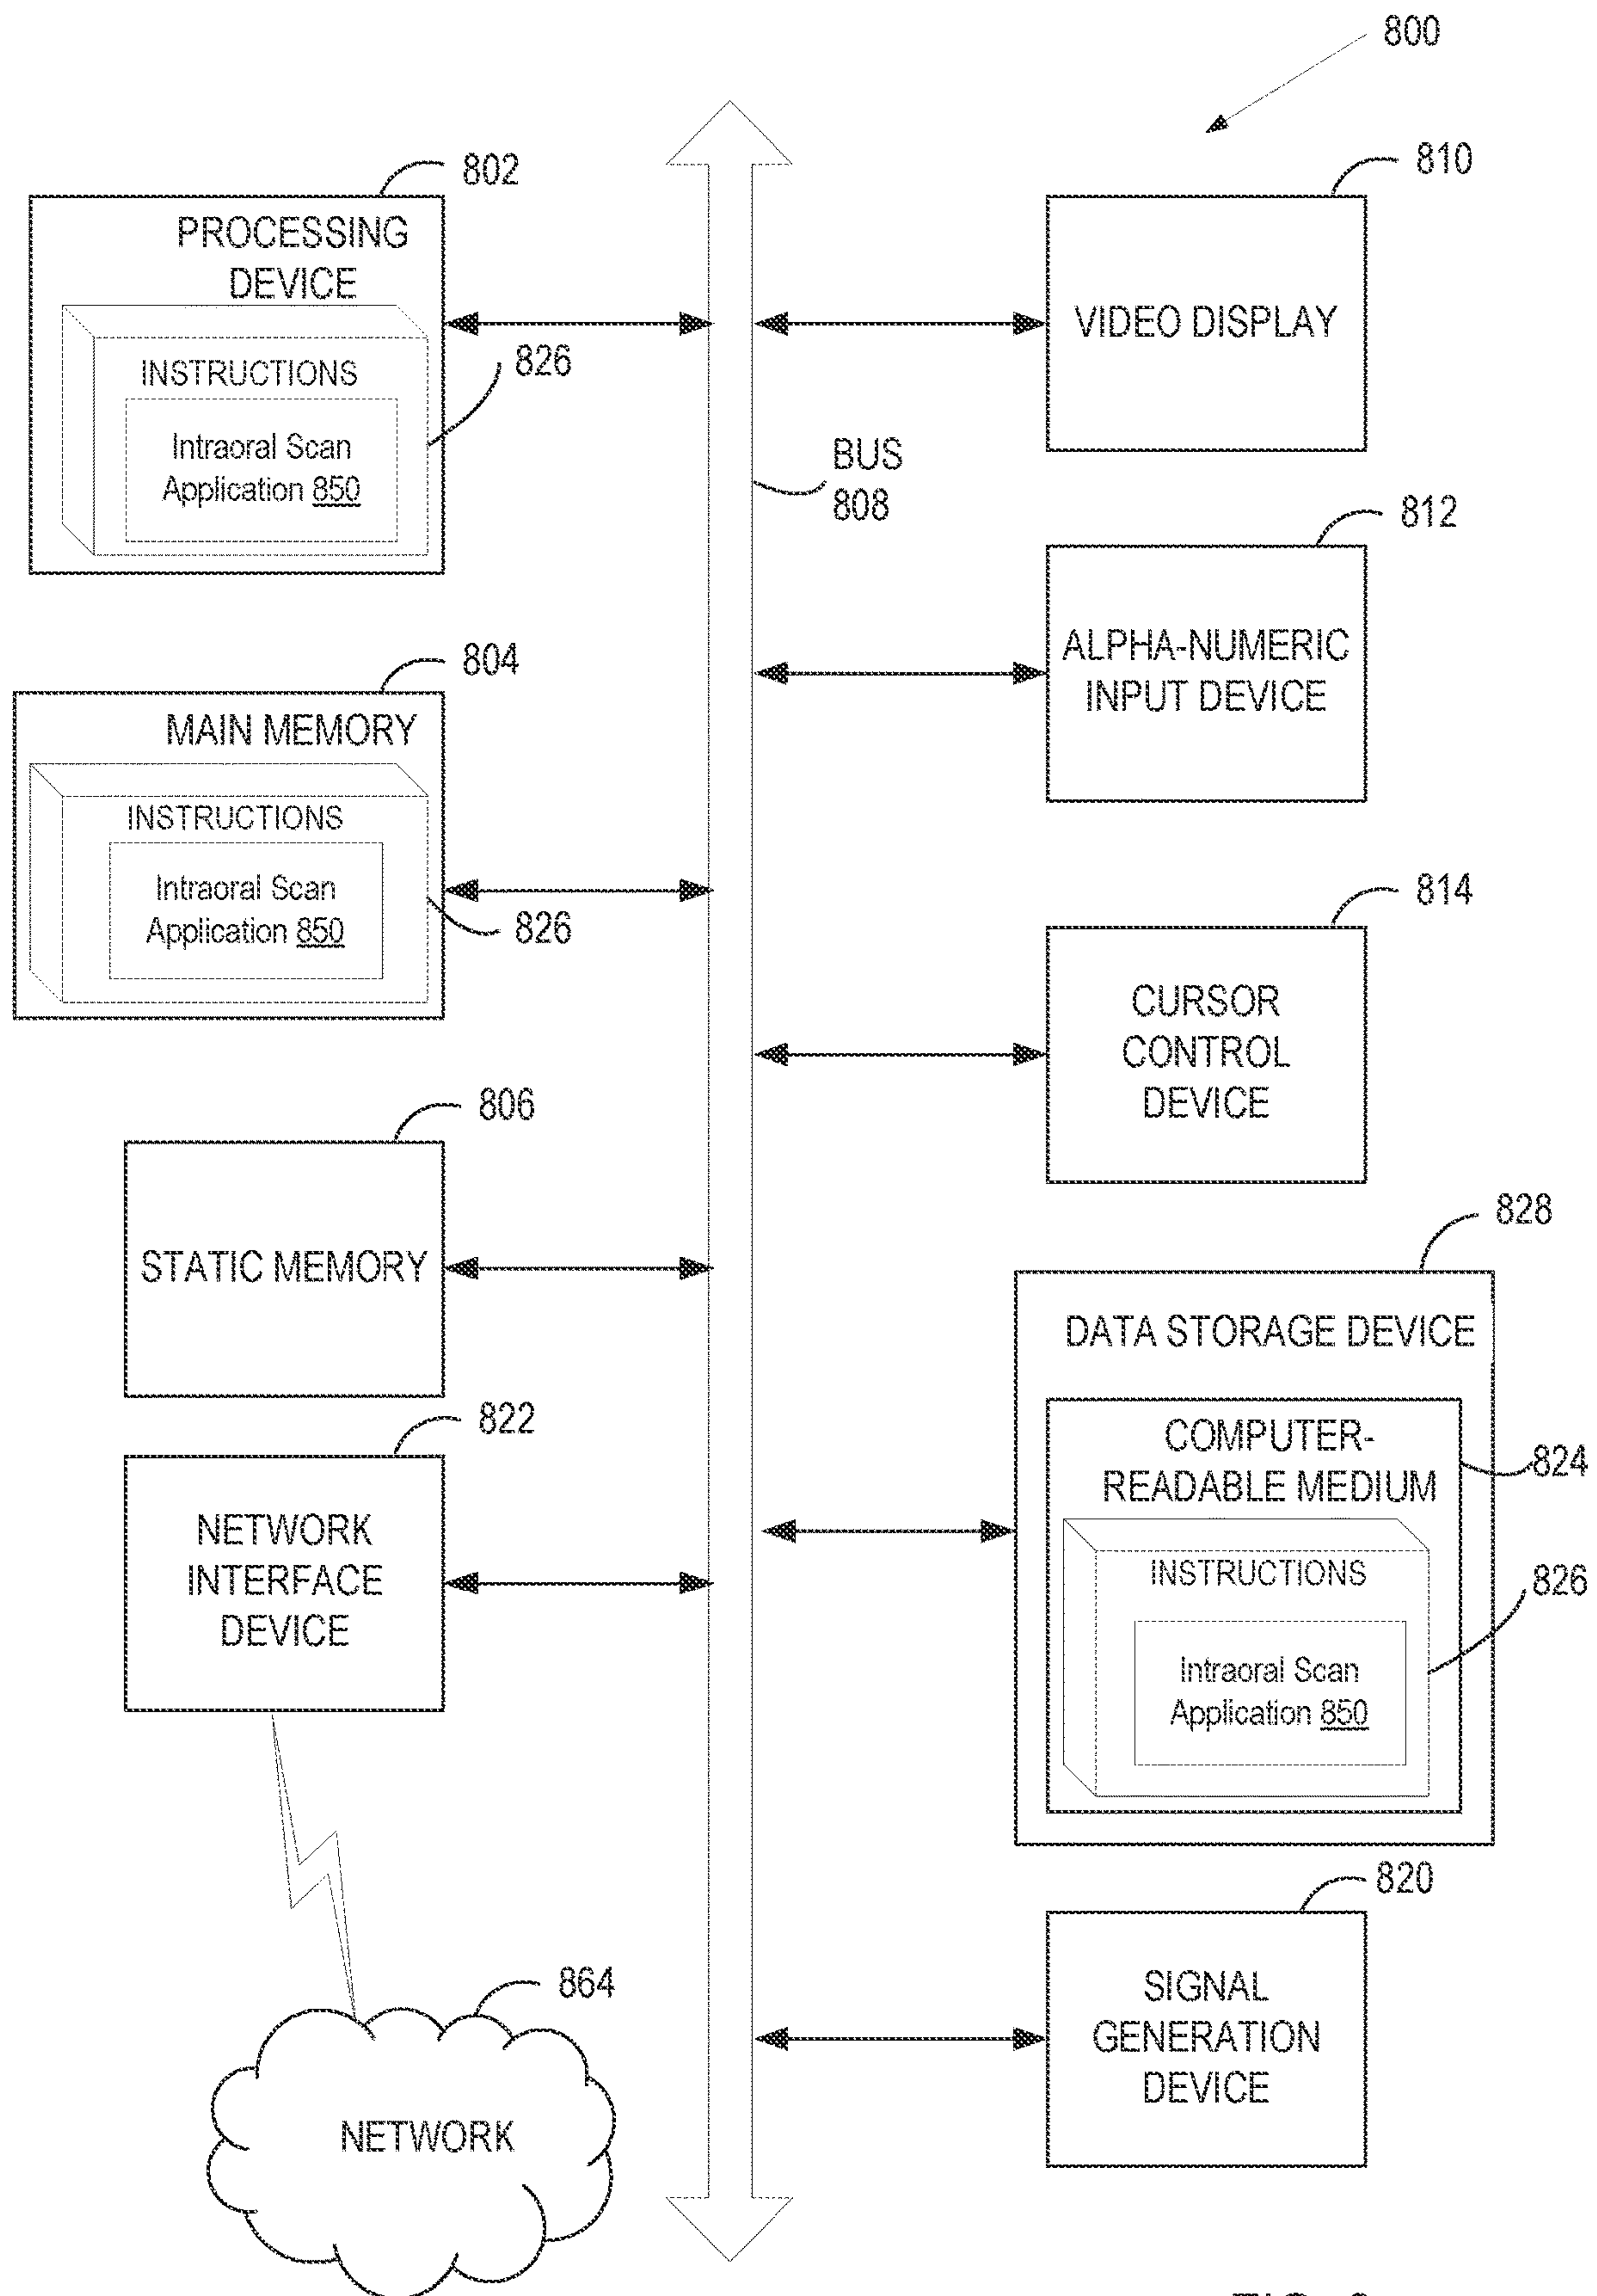 800
802
PROCESSING
DEVICE
INSTRUCTIONS
Intraoral Scan
Application 850
826
804
MAIN MEMORY
INSTRUCTIONS
Intraoral Scan
Application 850
826
806
STATIC MEMORY
822
NETWORK
INTERFACE
DEVICE
864
NETWORK
BUS
808
810
VIDEO DISPLAY
812
ALPHA-NUMERIC
INPUT DEVICE
814
CURSOR
CONTROL
DEVICE
828
DATA STORAGE DEVICE
COMPUTER-
READABLE MEDIUM
824
INSTRUCTIONS
Intraoral Scan
Application 850
826
820
SIGNAL
GENERATION
DEVICE